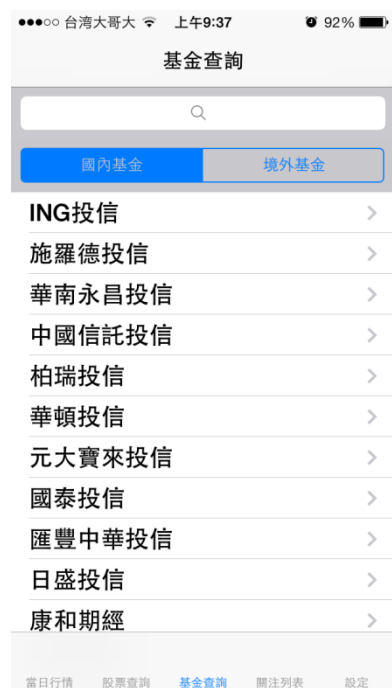 台湾大哥大 上午9:37 92%
基金查詢
國內基金 境外基金
ING投信
施羅德投信
華南永昌投信
中國信託投信
柏瑞投信
華頓投信
元大寶來投信
國泰投信
匯豐中華投信
日盛投信
康和期經
當日行情 股票查詢 基金查詢 關注列表 設定